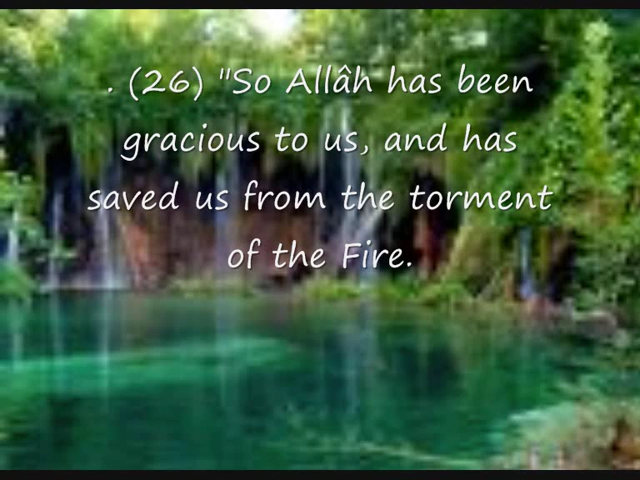 . (26) "So Allâh has been
gracious to us, and has
saved us from the torment
of the Fire.